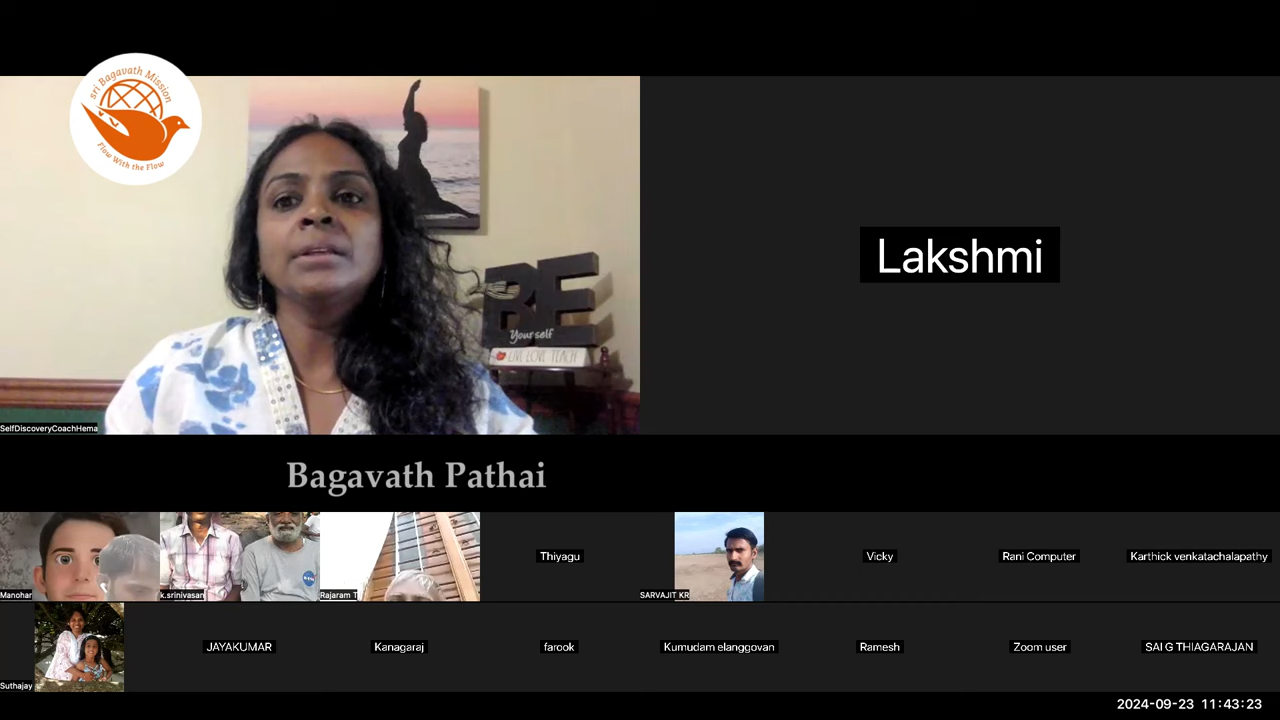 sri Bagavath Mission
Flow With the Flow
BE
Yourself
LIVE LOVE TEACH
SelfDiscoveryCoachHema
Lakshmi
Bagavath Pathai
Manohar
k.srinivasan
Rajaram T
Thiyagu
SARVAJIT KR
Vicky
Rani Computer
Karthick venkatachalapathy
Suthajay
JAYAKUMAR
Kanagaraj
farook
Kumudam elanggovan
Ramesh
Zoom user
SAI G THIAGARAJAN
2024-09-23 11:43:23